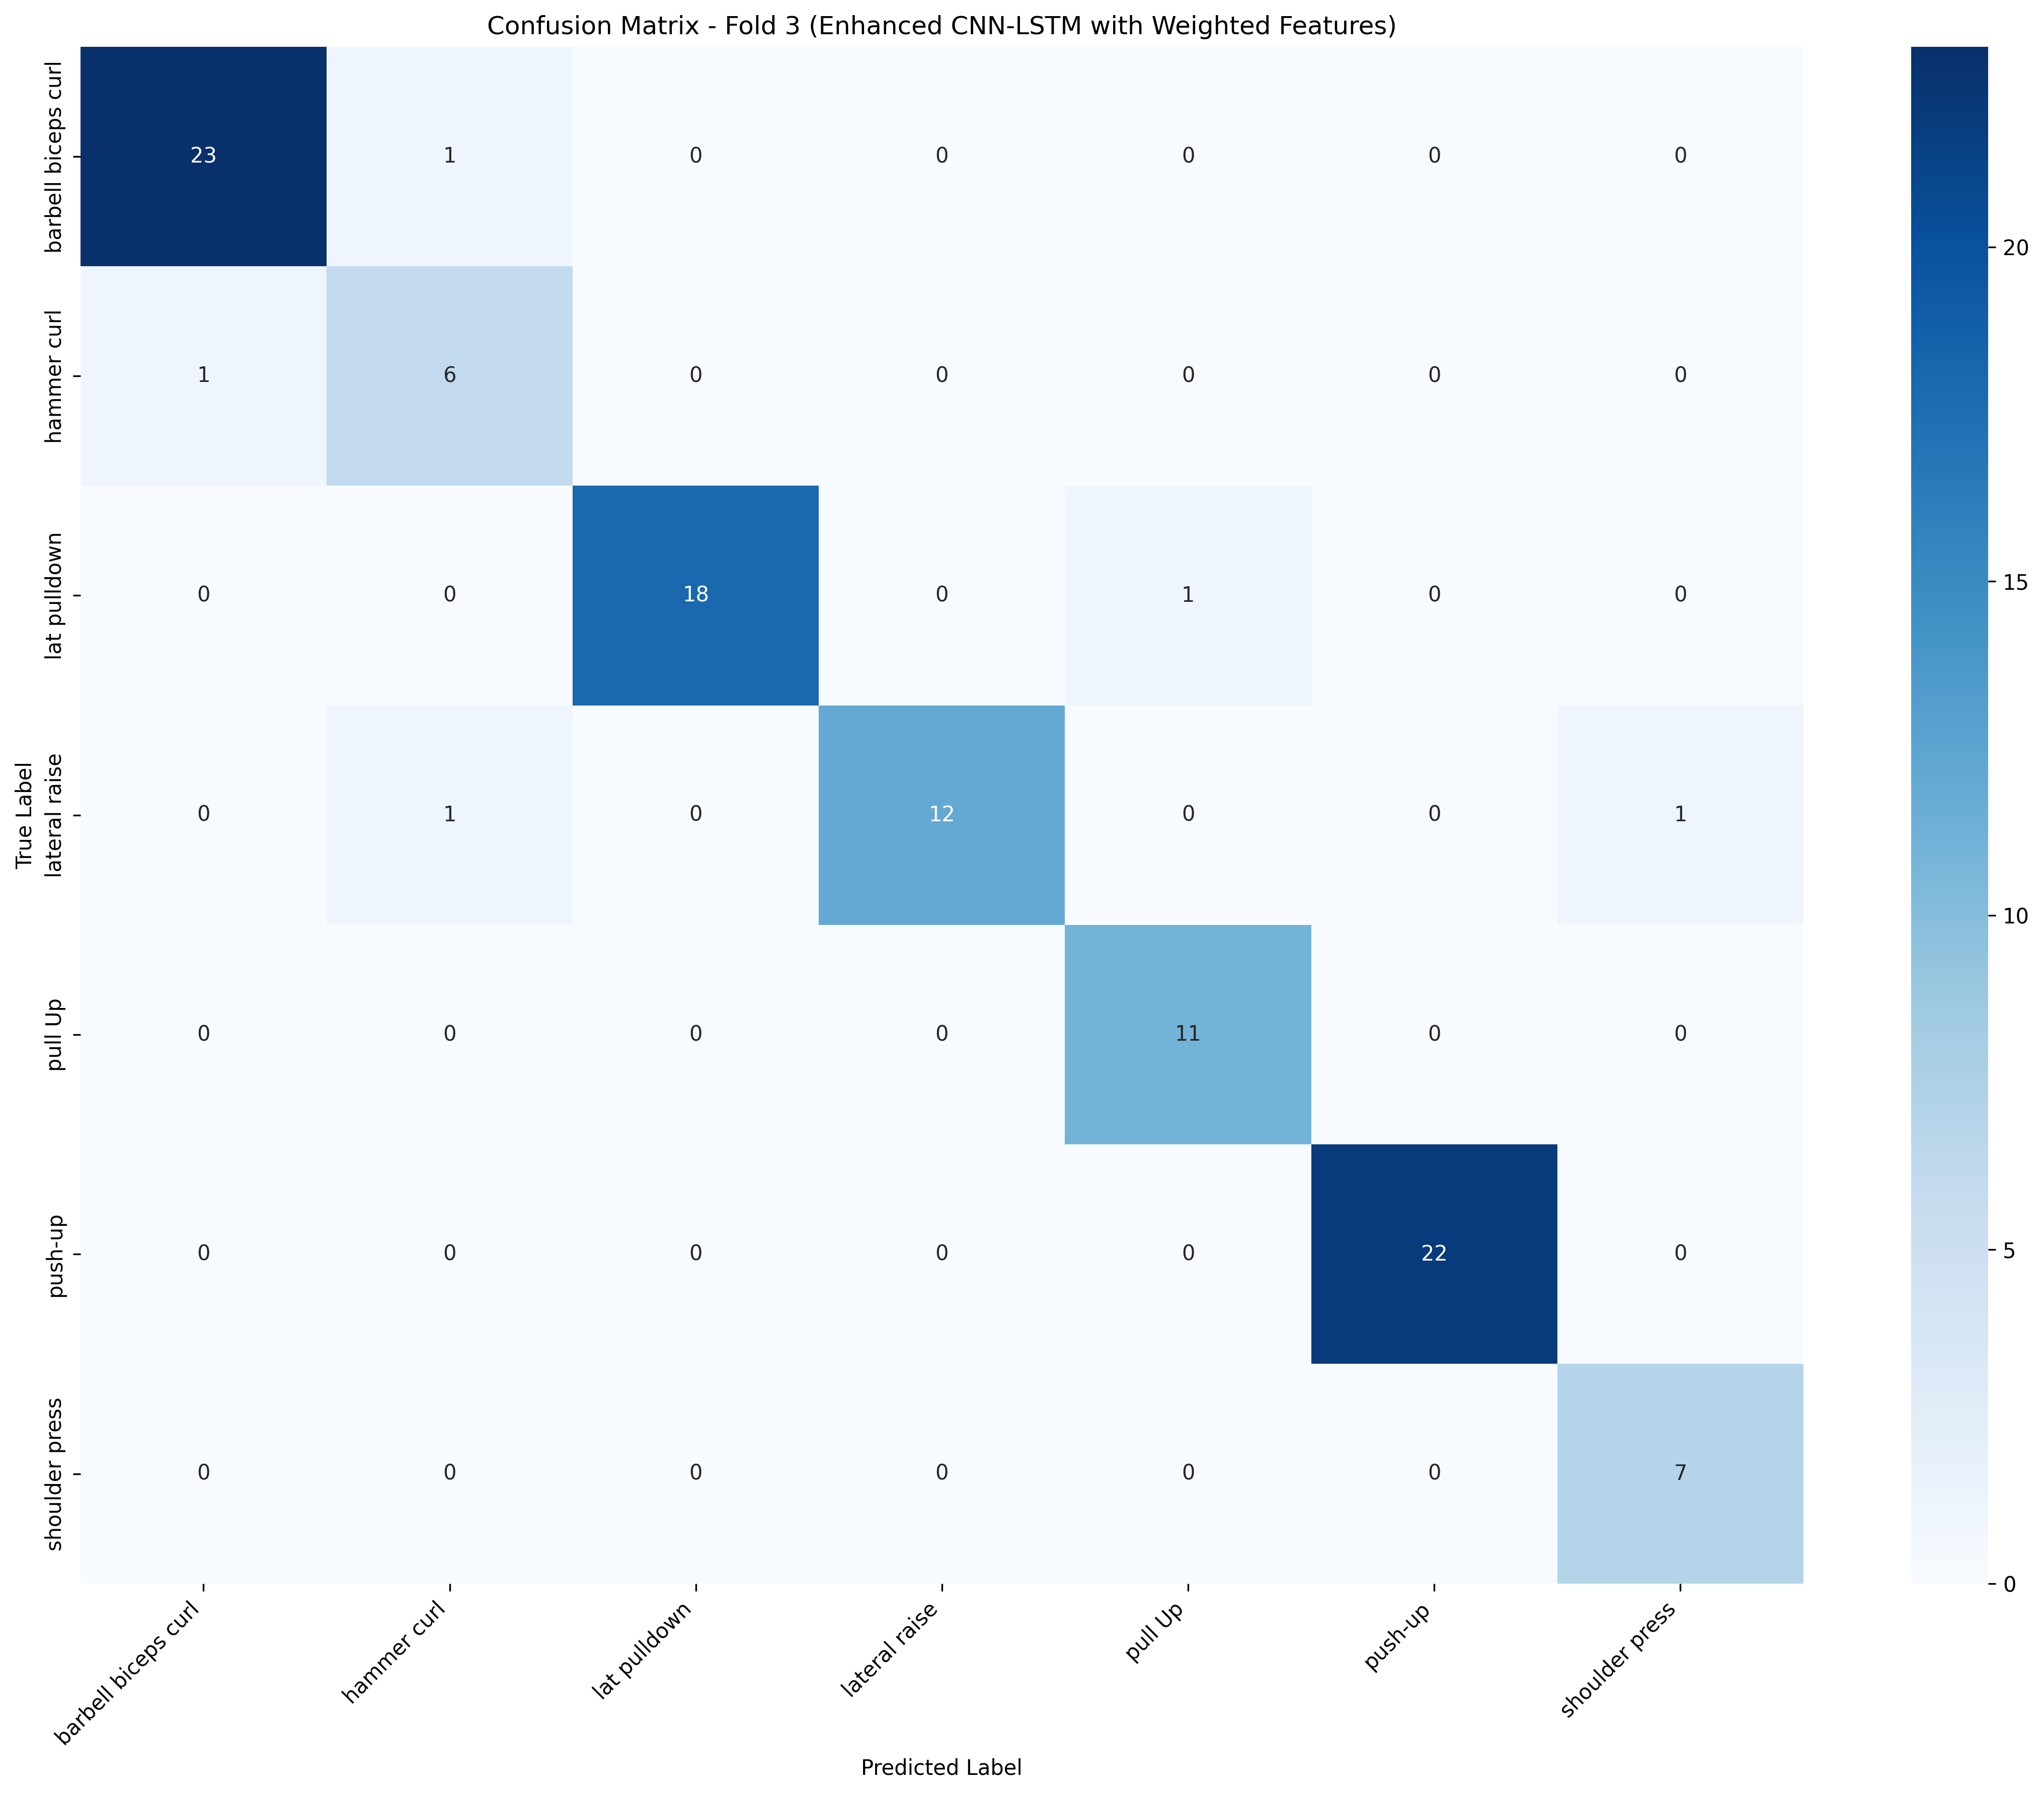 Confusion Matrix - Fold 3 (Enhanced CNN-LSTM with Weighted Features)
True Label
barbell biceps curl
23 1 0 0 0 0 0
hammer curl
1 6 0 0 0 0 0
lat pulldown
0 0 18 0 1 0 0
lateral raise
0 1 0 12 0 0 1
pull Up
0 0 0 0 11 0 0
push-up
0 0 0 0 0 22 0
shoulder press
0 0 0 0 0 0 7
barbell biceps curl
hammer curl
lat pulldown
lateral raise
pull Up
push-up
shoulder press
Predicted Label
20
15
10
5
0